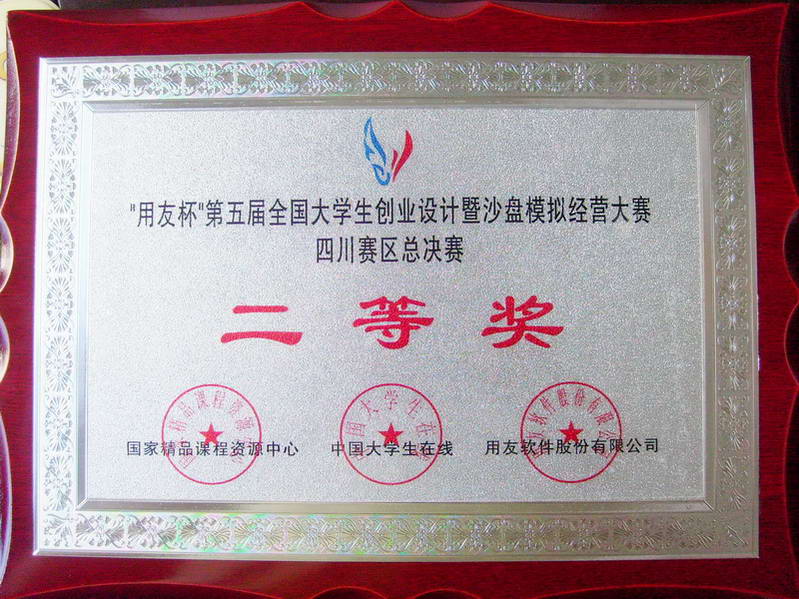 "用友杯"第五届全国大学生创业设计暨沙盘模拟经营大赛
四川赛区总决赛
二等奖
国家精品课程资源中心 中国大学生在线 用友软件股份有限公司